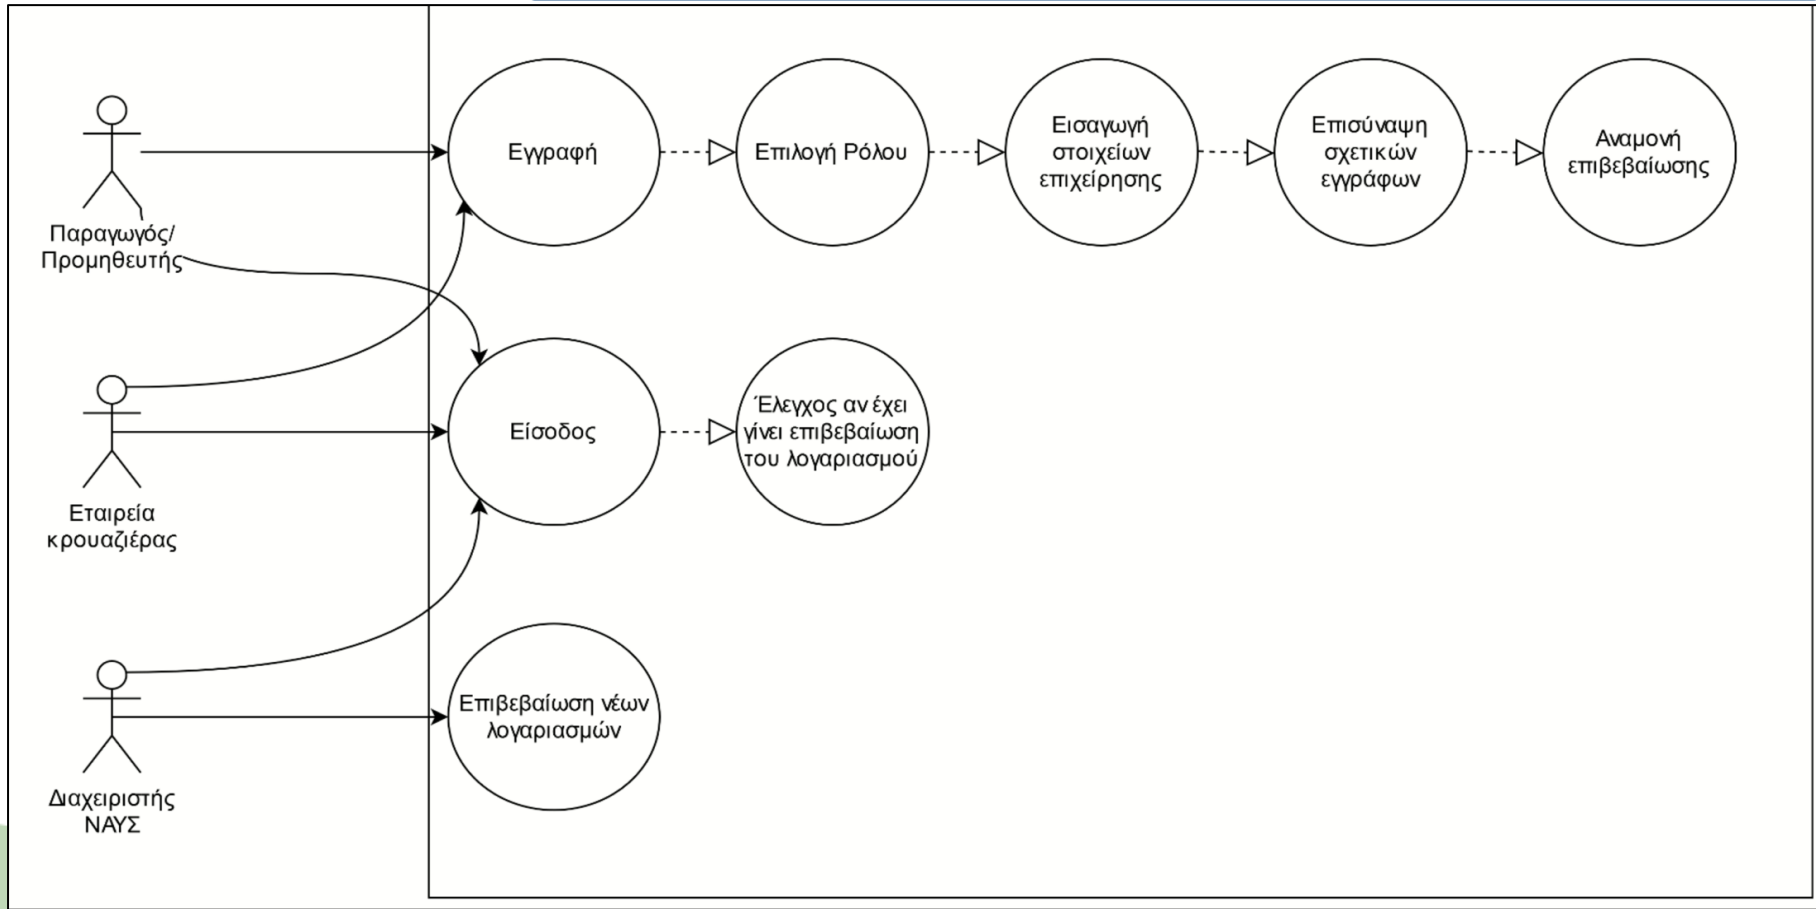 Εγγραφή
Επιλογή Ρόλου
Εισαγωγή
στοιχείων
επιχείρησης
Επισύναψη
σχετικών
εγγράφων
Αναμονή
επιβεβαίωσης
Παραγωγός/
Προμηθευτής
Είσοδος
Έλεγχος αν έχει
γίνει επιβεβαίωση
του λογαριασμού
Εταιρεία
κρουαζιέρας
Επιβεβαίωση νέων
λογαριασμών
Διαχειριστής
ΝΑΥΣ